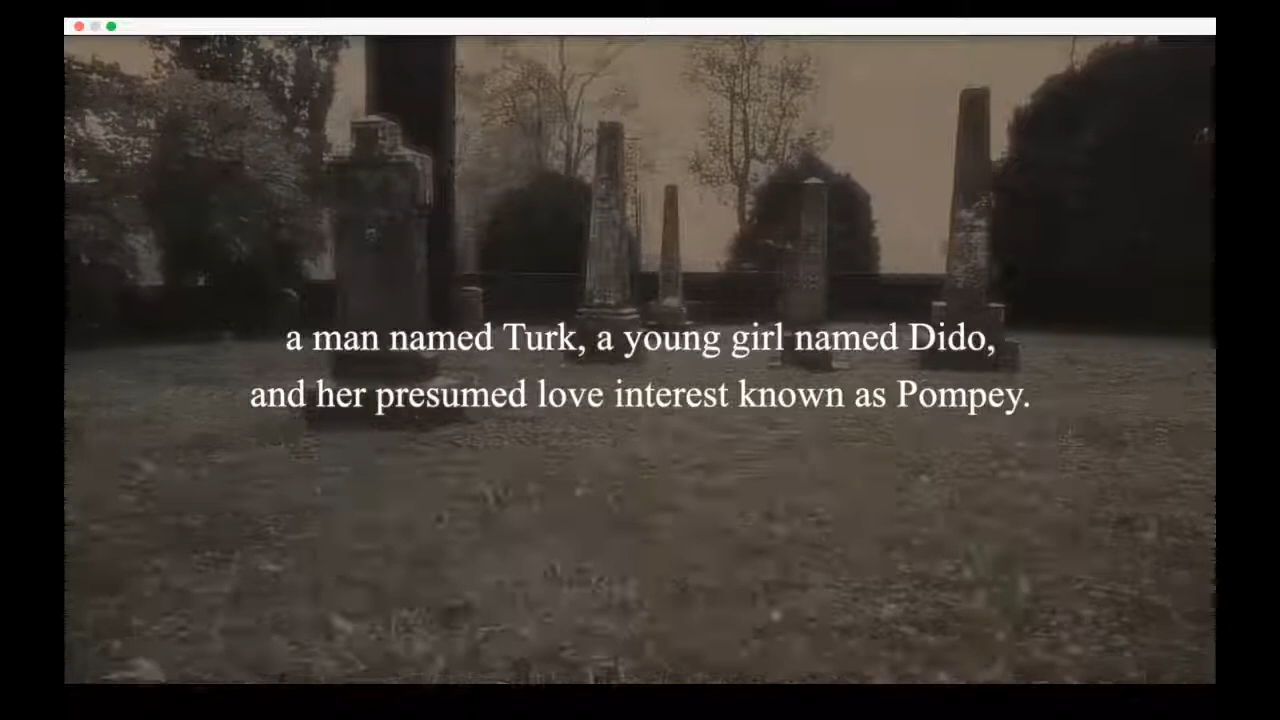 a man named Turk, a young girl named Dido,
and her presumed love interest known as Pompey.